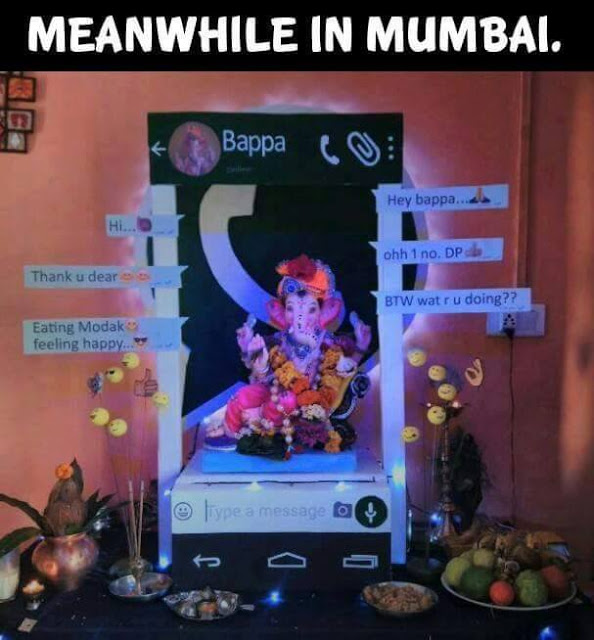 MEANWHILE IN MUMBAI.
Bappa
Hey bappa...
Hi...
ohh 1 no. DP
Thank u dear
BTW wat r u doing??
Eating Modak
feeling happy...
Type a message